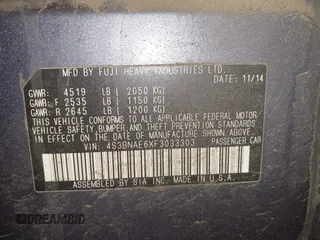 MFD BY FUJI HEAVY INDUSTRIES LTD.
DATE: 11/14
GVWR: 4519 LB ( 2050 KG)
GAWR: F 2535 LB ( 1150 KG)
GAWR: R 2645 LB ( 1200 KG)
THIS VEHICLE CONFORMS TO ALL APPLICABLE FEDERAL MOTOR
VEHICLE SAFETY, BUMPER, AND THEFT PREVENTION STANDARDS
IN EFFECT ON THE DATE OF MANUFACTURE SHOWN ABOVE.
VIN: 4S3BNAE6XF3033303 PASSENGER CAR
ASSEMBLED BY SIA, INC. MADE IN U.S.A.
DREAMBID